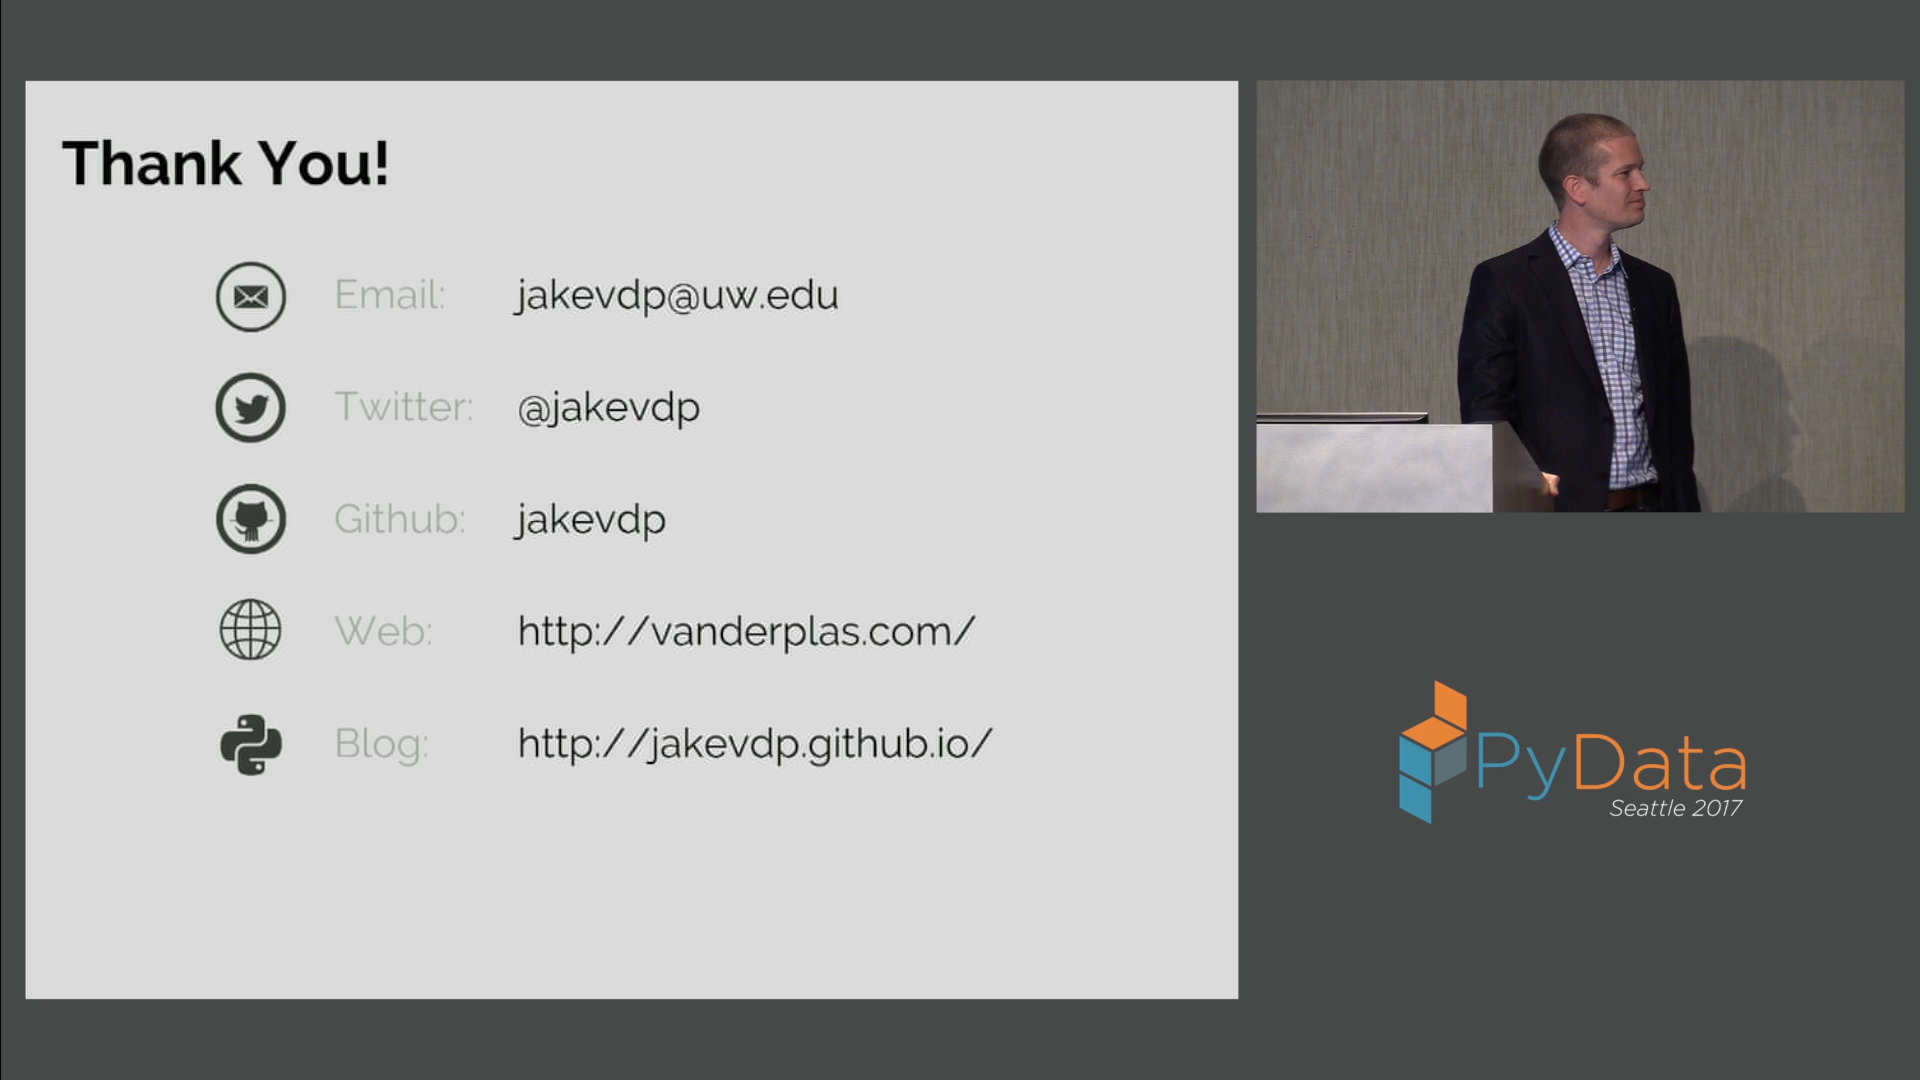 Thank You!
Email: jakevdp@uw.edu
Twitter: @jakevdp
Github: jakevdp
Web: http://vanderplas.com/
Blog: http://jakevdp.github.io/
PyData
Seattle 2017